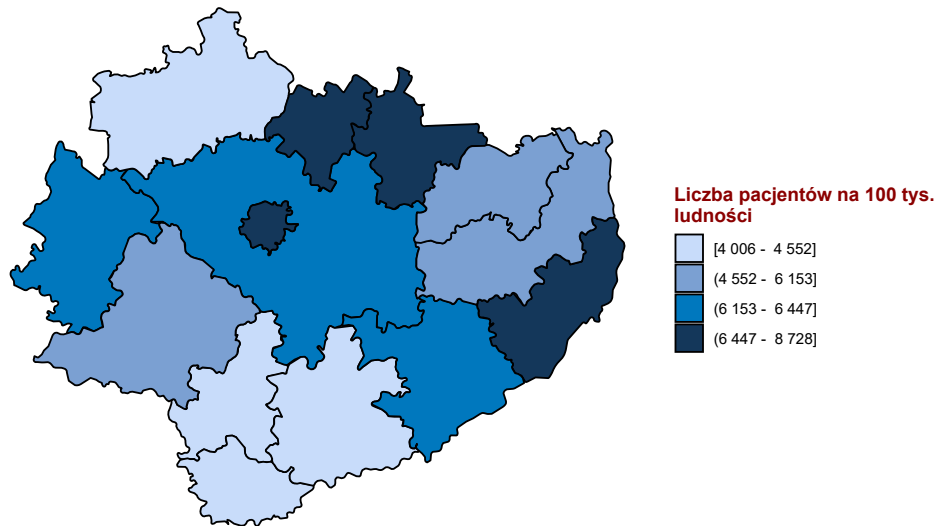 Liczba pacjentów na 100 tys.
ludności
[4 006 - 4 552]
(4 552 - 6 153]
(6 153 - 6 447]
(6 447 - 8 728]